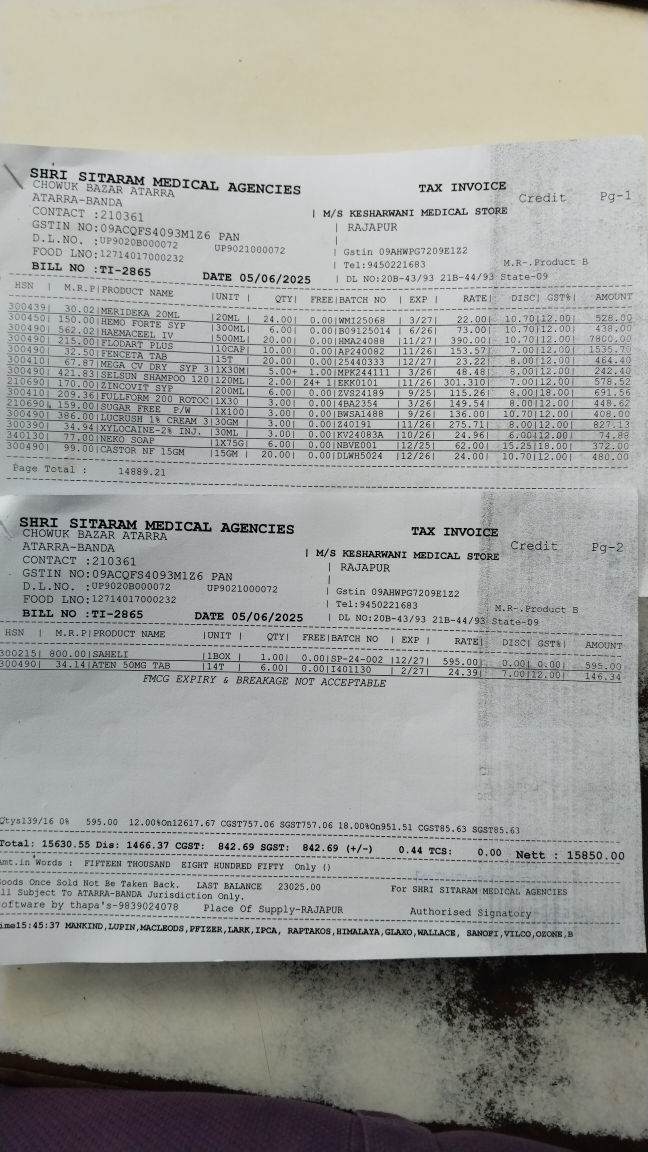 SHRI SITARAM MEDICAL AGENCIES TAX INVOICE Credit Pg-1
CHOWUK BAZAR ATARRA
ATARRA-BANDA | M/S KESHARWANI MEDICAL STORE
CONTACT :210361 | RAJAPUR
GSTIN NO:09ACQFS4093M1Z6 PAN |
D.L.NO. :UP9020B000072 UP9021000072 | Gstin 09AHWPG7209E1Z2
FOOD LNO:12714017000232 | Tel:9450221683 M.R-.Product B
BILL NO :TI-2865 DATE 05/06/2025 | DL NO:20B-43/93 21B-44/93 State-09
HSN | M.R.P|PRODUCT NAME |UNIT | QTY| FREE|BATCH NO | EXP | RATE| DISC| GST%| AMOUNT
300439| 30.02|MERIDEKA 20ML |20ML | 24.00| 0.00|WMI25068 | 3/27| 22.00| 10.70|12.00| 528.00
300450| 150.00|HEMO FORTE SYP |300ML| 6.00| 0.00|BO9125014 | 6/26| 73.00| 10.70|12.00| 438.00
300490| 562.02|HAEMACEEL IV |500ML| 20.00| 0.00|HMA24088 |11/27| 390.00| 10.70|12.00| 7800.00
300490| 215.00|FLODART PLUS |10CAP| 10.00| 0.00|AP240082 |11/26| 153.57| 7.00|12.00| 1535.70
300490| 32.50|FENCETA TAB |15T | 20.00| 0.00|25440333 |12/27| 23.22| 8.00|12.00| 464.40
300410| 67.87|MEGA CV DRY SYP 3|1X30M| 5.00+ 1.00|MPK244111 | 3/26| 48.48| 8.00|12.00| 242.40
300490| 421.83|SELSUN SHAMPOO 120|120ML| 2.00| 24+ 1|EKK0101 |11/26| 301.310| 7.00|12.00| 578.52
210690| 170.00|ZINCOVIT SYP |200ML| 6.00| 0.00|ZVS24189 | 9/25| 115.26| 8.00|18.00| 691.56
300410| 209.36|FULLFORM 200 ROTOC|1X30 | 3.00| 0.00|4BA2354 | 3/26| 149.54| 8.00|12.00| 448.62
210690| 159.00|SUGAR FREE P/W |1X100| 3.00| 0.00|BWSA1488 | 9/26| 136.00| 10.70|12.00| 408.00
300490| 386.00|LUCRUSH 1% CREAM 3|30GM | 3.00| 0.00|Z40191 |11/26| 275.71| 8.00|12.00| 827.13
300390| 34.94|XYLOCAINE-2% INJ. |30ML | 3.00| 0.00|KV24083A |10/26| 24.96| 6.00|12.00| 74.88
340130| 77.00|NEKO SOAP |1X75G| 6.00| 0.00|NBVE001 |12/25| 62.00| 15.25|18.00| 372.00
300490| 99.00|CASTOR NF 15GM |15GM | 20.00| 0.00|DLWH5024 |12/26| 24.00| 10.70|12.00| 480.00
Page Total : 14889.21
SHRI SITARAM MEDICAL AGENCIES TAX INVOICE Credit Pg-2
CHOWUK BAZAR ATARRA
ATARRA-BANDA | M/S KESHARWANI MEDICAL STORE
CONTACT :210361 | RAJAPUR
GSTIN NO:09ACQFS4093M1Z6 PAN |
D.L.NO. :UP9020B000072 UP9021000072 | Gstin 09AHWPG7209E1Z2
FOOD LNO:12714017000232 | Tel:9450221683 M.R-.Product B
BILL NO :TI-2865 DATE 05/06/2025 | DL NO:20B-43/93 21B-44/93 State-09
HSN | M.R.P|PRODUCT NAME |UNIT | QTY| FREE|BATCH NO | EXP | RATE| DISC| GST%| AMOUNT
300215| 800.00|SAHELI |1BOX | 1.00| 0.00|SP-24-002 |12/27| 595.00| 0.00| 0.00| 595.00
300490| 34.14|ATEN 50MG TAB |14T | 6.00| 0.00|I401130 | 2/27| 24.39| 7.00|12.00| 146.34
FMCG EXPIRY & BREAKAGE NOT ACCEPTABLE
Qtys139/16 0% 595.00 12.00%On12617.67 CGST757.06 SGST757.06 18.00%On951.51 CGST85.63 SGST85.63
Total: 15630.55 Dis: 1466.37 CGST: 842.69 SGST: 842.69 (+/-) 0.44 TCS: 0.00 Nett : 15850.00
Amt.in Words : FIFTEEN THOUSAND EIGHT HUNDRED FIFTY Only ()
oods Once Sold Not Be Taken Back. LAST BALANCE 23025.00 For SHRI SITARAM MEDICAL AGENCIES
ll Subject To ATARRA-BANDA Jurisdiction Only.
oftware by thapa's-9839024078 Place Of Supply-RAJAPUR Authorised Signatory
ime15:45:37 MANKIND,LUPIN,MACLEODS,PFIZER,LARK,IPCA, RAPTAKOS,HIMALAYA,GLAXO,WALLACE, SANOFI,VILCO,OZONE,B